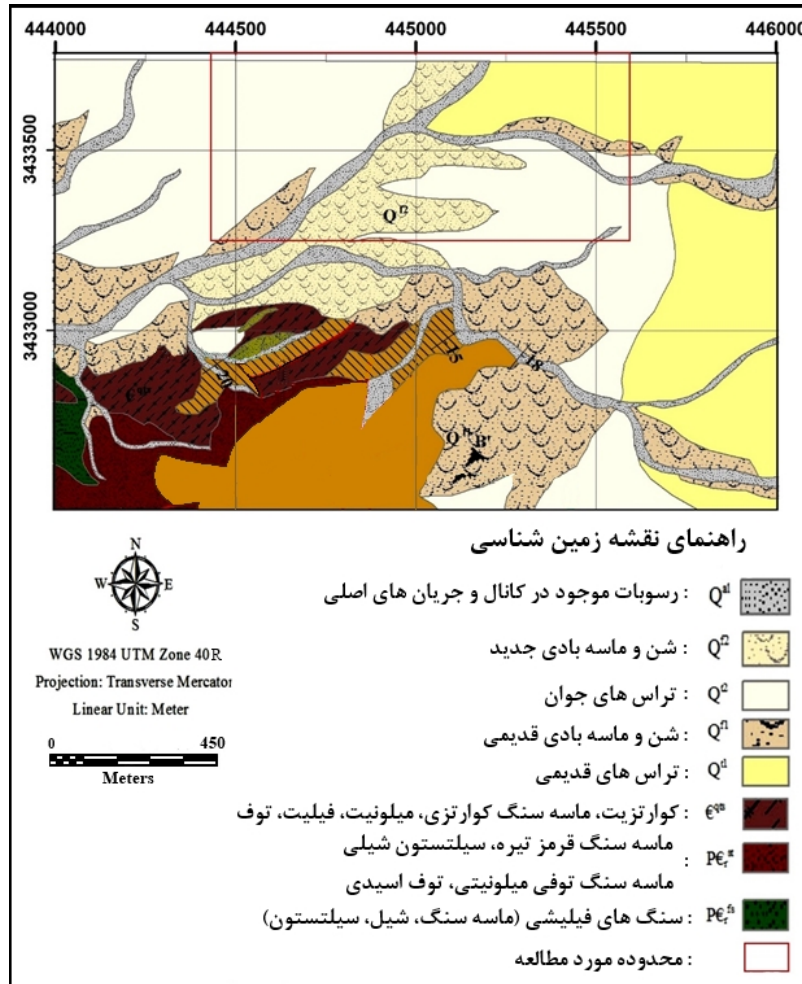 444000 444500 445000 445500 446000
3433500
3433000
Q^f2
Є^qm
20
15
18
Q B'
راهنمای نقشه زمین شناسی
Q^al : رسوبات موجود در کانال و جریان های اصلی
Q^f2 : شن و ماسه بادی جدید
Q^t2 : تراس های جوان
Q^f1 : شن و ماسه بادی قدیمی
Q^t1 : تراس های قدیمی
: کوارتزیت، ماسه سنگ کوارتزی، میلونیت، فیلیت، توف
ماسه سنگ قرمز تیره، سیلتستون شیلی
ماسه سنگ توفی میلونیتی، توف اسیدی
: سنگ های فیلیشی (ماسه سنگ، شیل، سیلتستون)
: محدوده مورد مطالعه
N
W E
S
WGS 1984 UTM Zone 40R
Projection: Transverse Mercator
Linear Unit: Meter
0 450
Meters